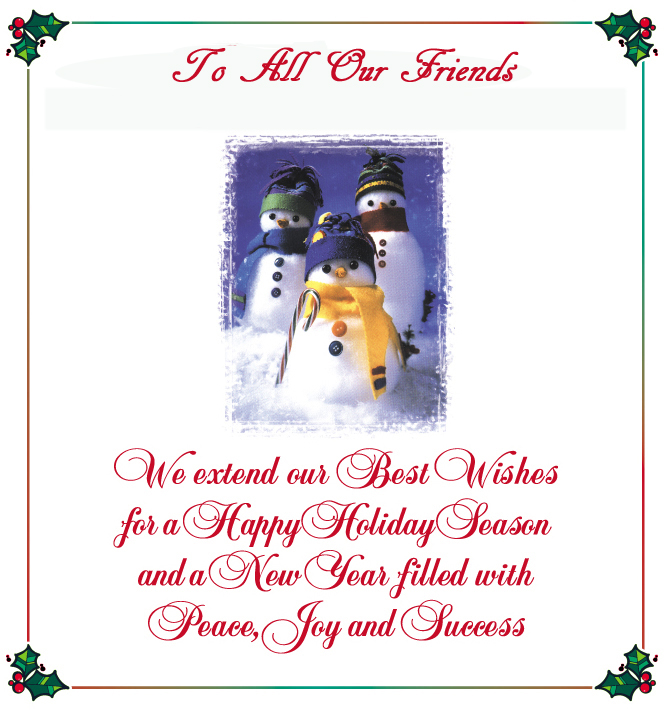 To All Our Friends
We extend our Best Wishes
for a Happy Holiday Season
and a New Year filled with
Peace, Joy and Success